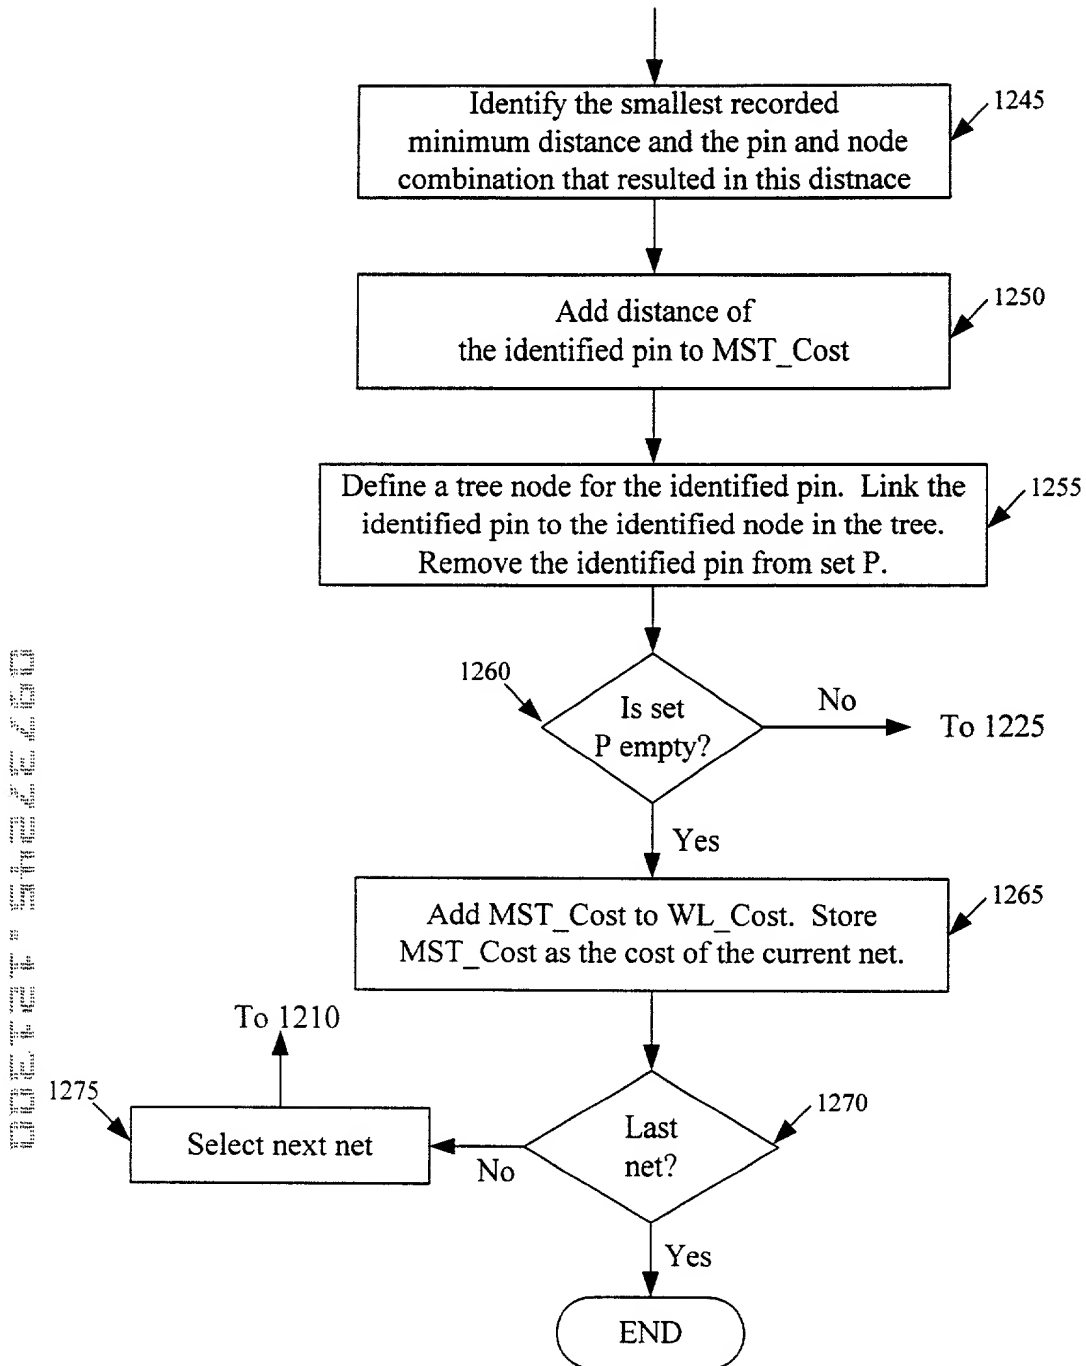 Identify the smallest recorded
minimum distance and the pin and node
combination that resulted in this distnace
1245
Add distance of
the identified pin to MST_Cost
1250
Define a tree node for the identified pin. Link the
identified pin to the identified node in the tree.
Remove the identified pin from set P.
1255
1260
Is set
P empty?
No
To 1225
Yes
Add MST_Cost to WL_Cost. Store
MST_Cost as the cost of the current net.
1265
To 1210
1275
Select next net
No
Last
net?
1270
Yes
END